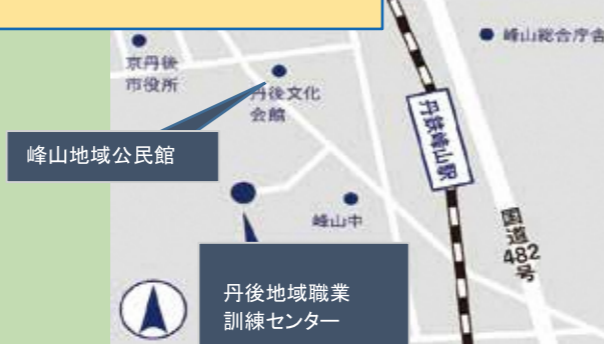 峰山総合庁舎
京丹後
市役所
丹後文化
会館
峰山地域公民館
丹鉄峰山駅
峰山中
国道
482
号
丹後地域職業
訓練センター